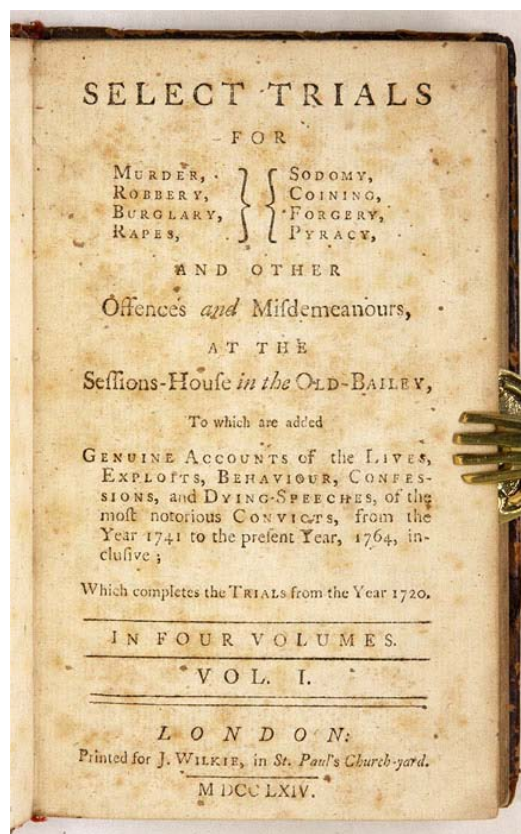 SELECT TRIALS
FOR
MURDER,
ROBBERY,
BURGLARY,
RAPES,
SODOMY,
COINING,
FORGERY,
PYRACY,
AND OTHER
Offences and Miſdemeanours,
AT THE
Seſſions-Houſe in the OLD-BAILEY,
To which are added
GENUINE ACCOUNTS of the LIVES,
EXPLOITS, BEHAVIOUR, CONFES-
SIONS, and DYING-SPEECHES, of the
moſt notorious CONVICTS, from the
Year 1741 to the preſent Year, 1764, in-
cluſive;
Which completes the TRIALS from the Year 1720.
IN FOUR VOLUMES.
VOL. I.
LONDON:
Printed for J. WILKIE, in St. Paul's Church-yard.
MDCCLXIV.